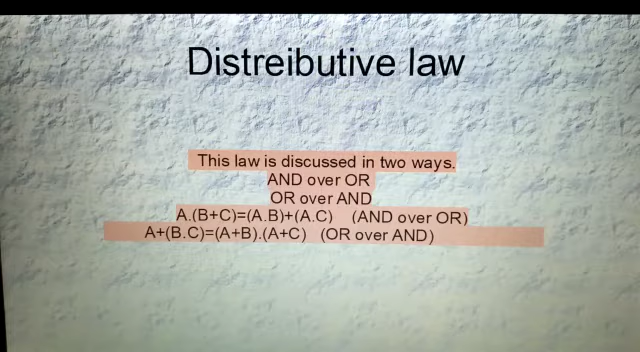 Distreibutive law
This law is discussed in two ways.
AND over OR
OR over AND
A.(B+C)=(A.B)+(A.C) (AND over OR)
A+(B.C)=(A+B).(A+C) (OR over AND)